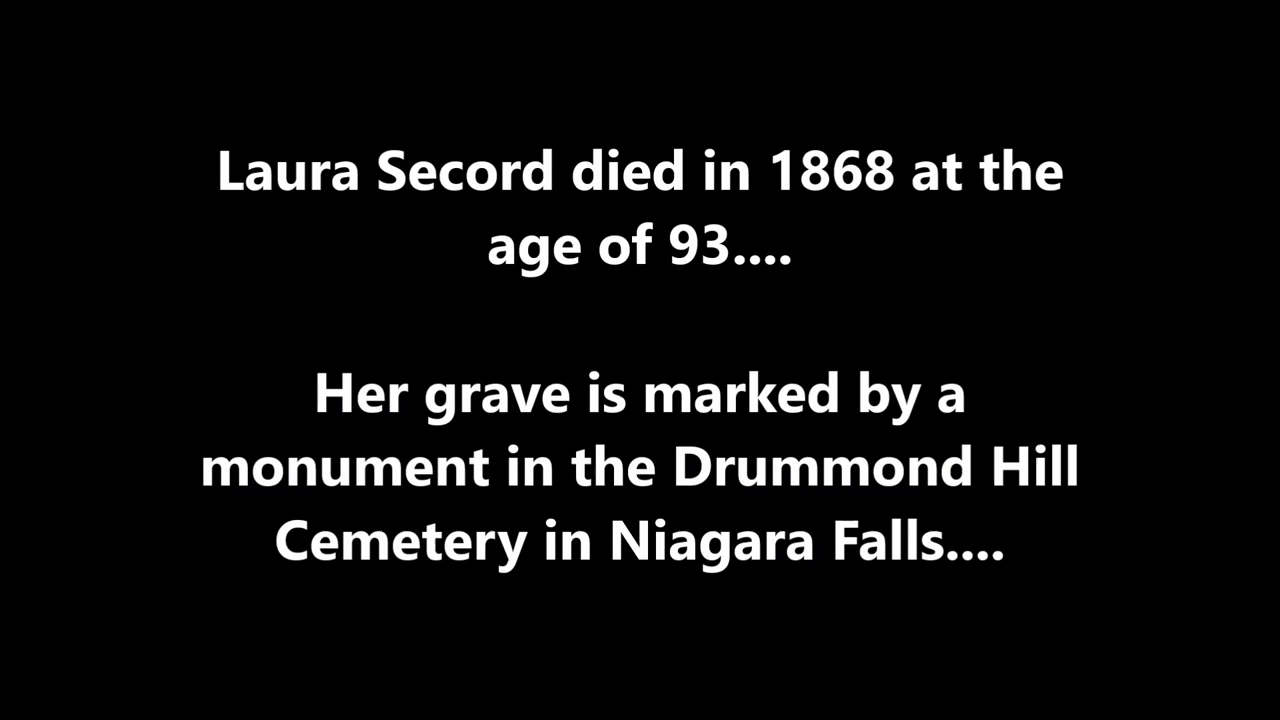 Laura Secord died in 1868 at the
age of 93....
Her grave is marked by a
monument in the Drummond Hill
Cemetery in Niagara Falls....